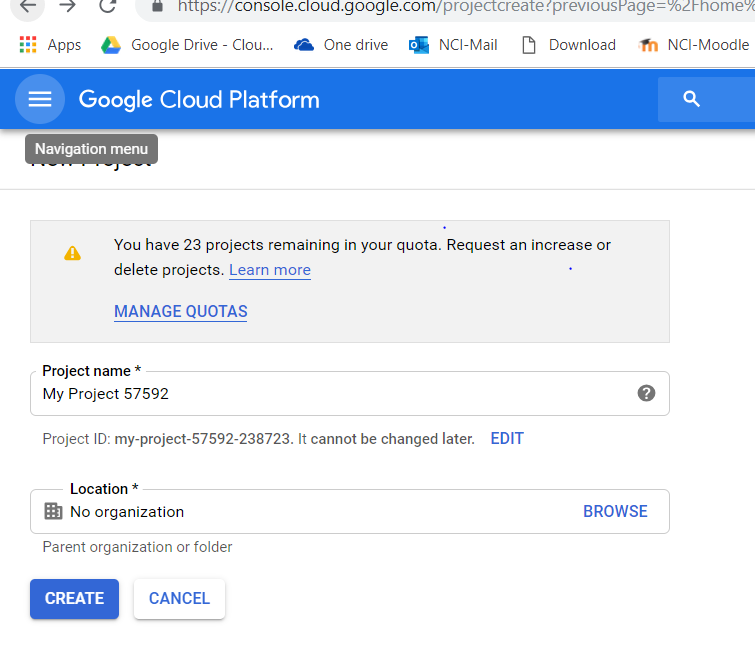 https://console.cloud.google.com/projectcreate?previousPage=%2Fhome%
Apps Google Drive - Clou... One drive NCI-Mail Download NCI-Moodle
Google Cloud Platform
Navigation menu
New Project
You have 23 projects remaining in your quota. Request an increase or
delete projects. Learn more
MANAGE QUOTAS
Project name *
My Project 57592
Project ID: my-project-57592-238723. It cannot be changed later. EDIT
Location *
No organization BROWSE
Parent organization or folder
CREATE CANCEL